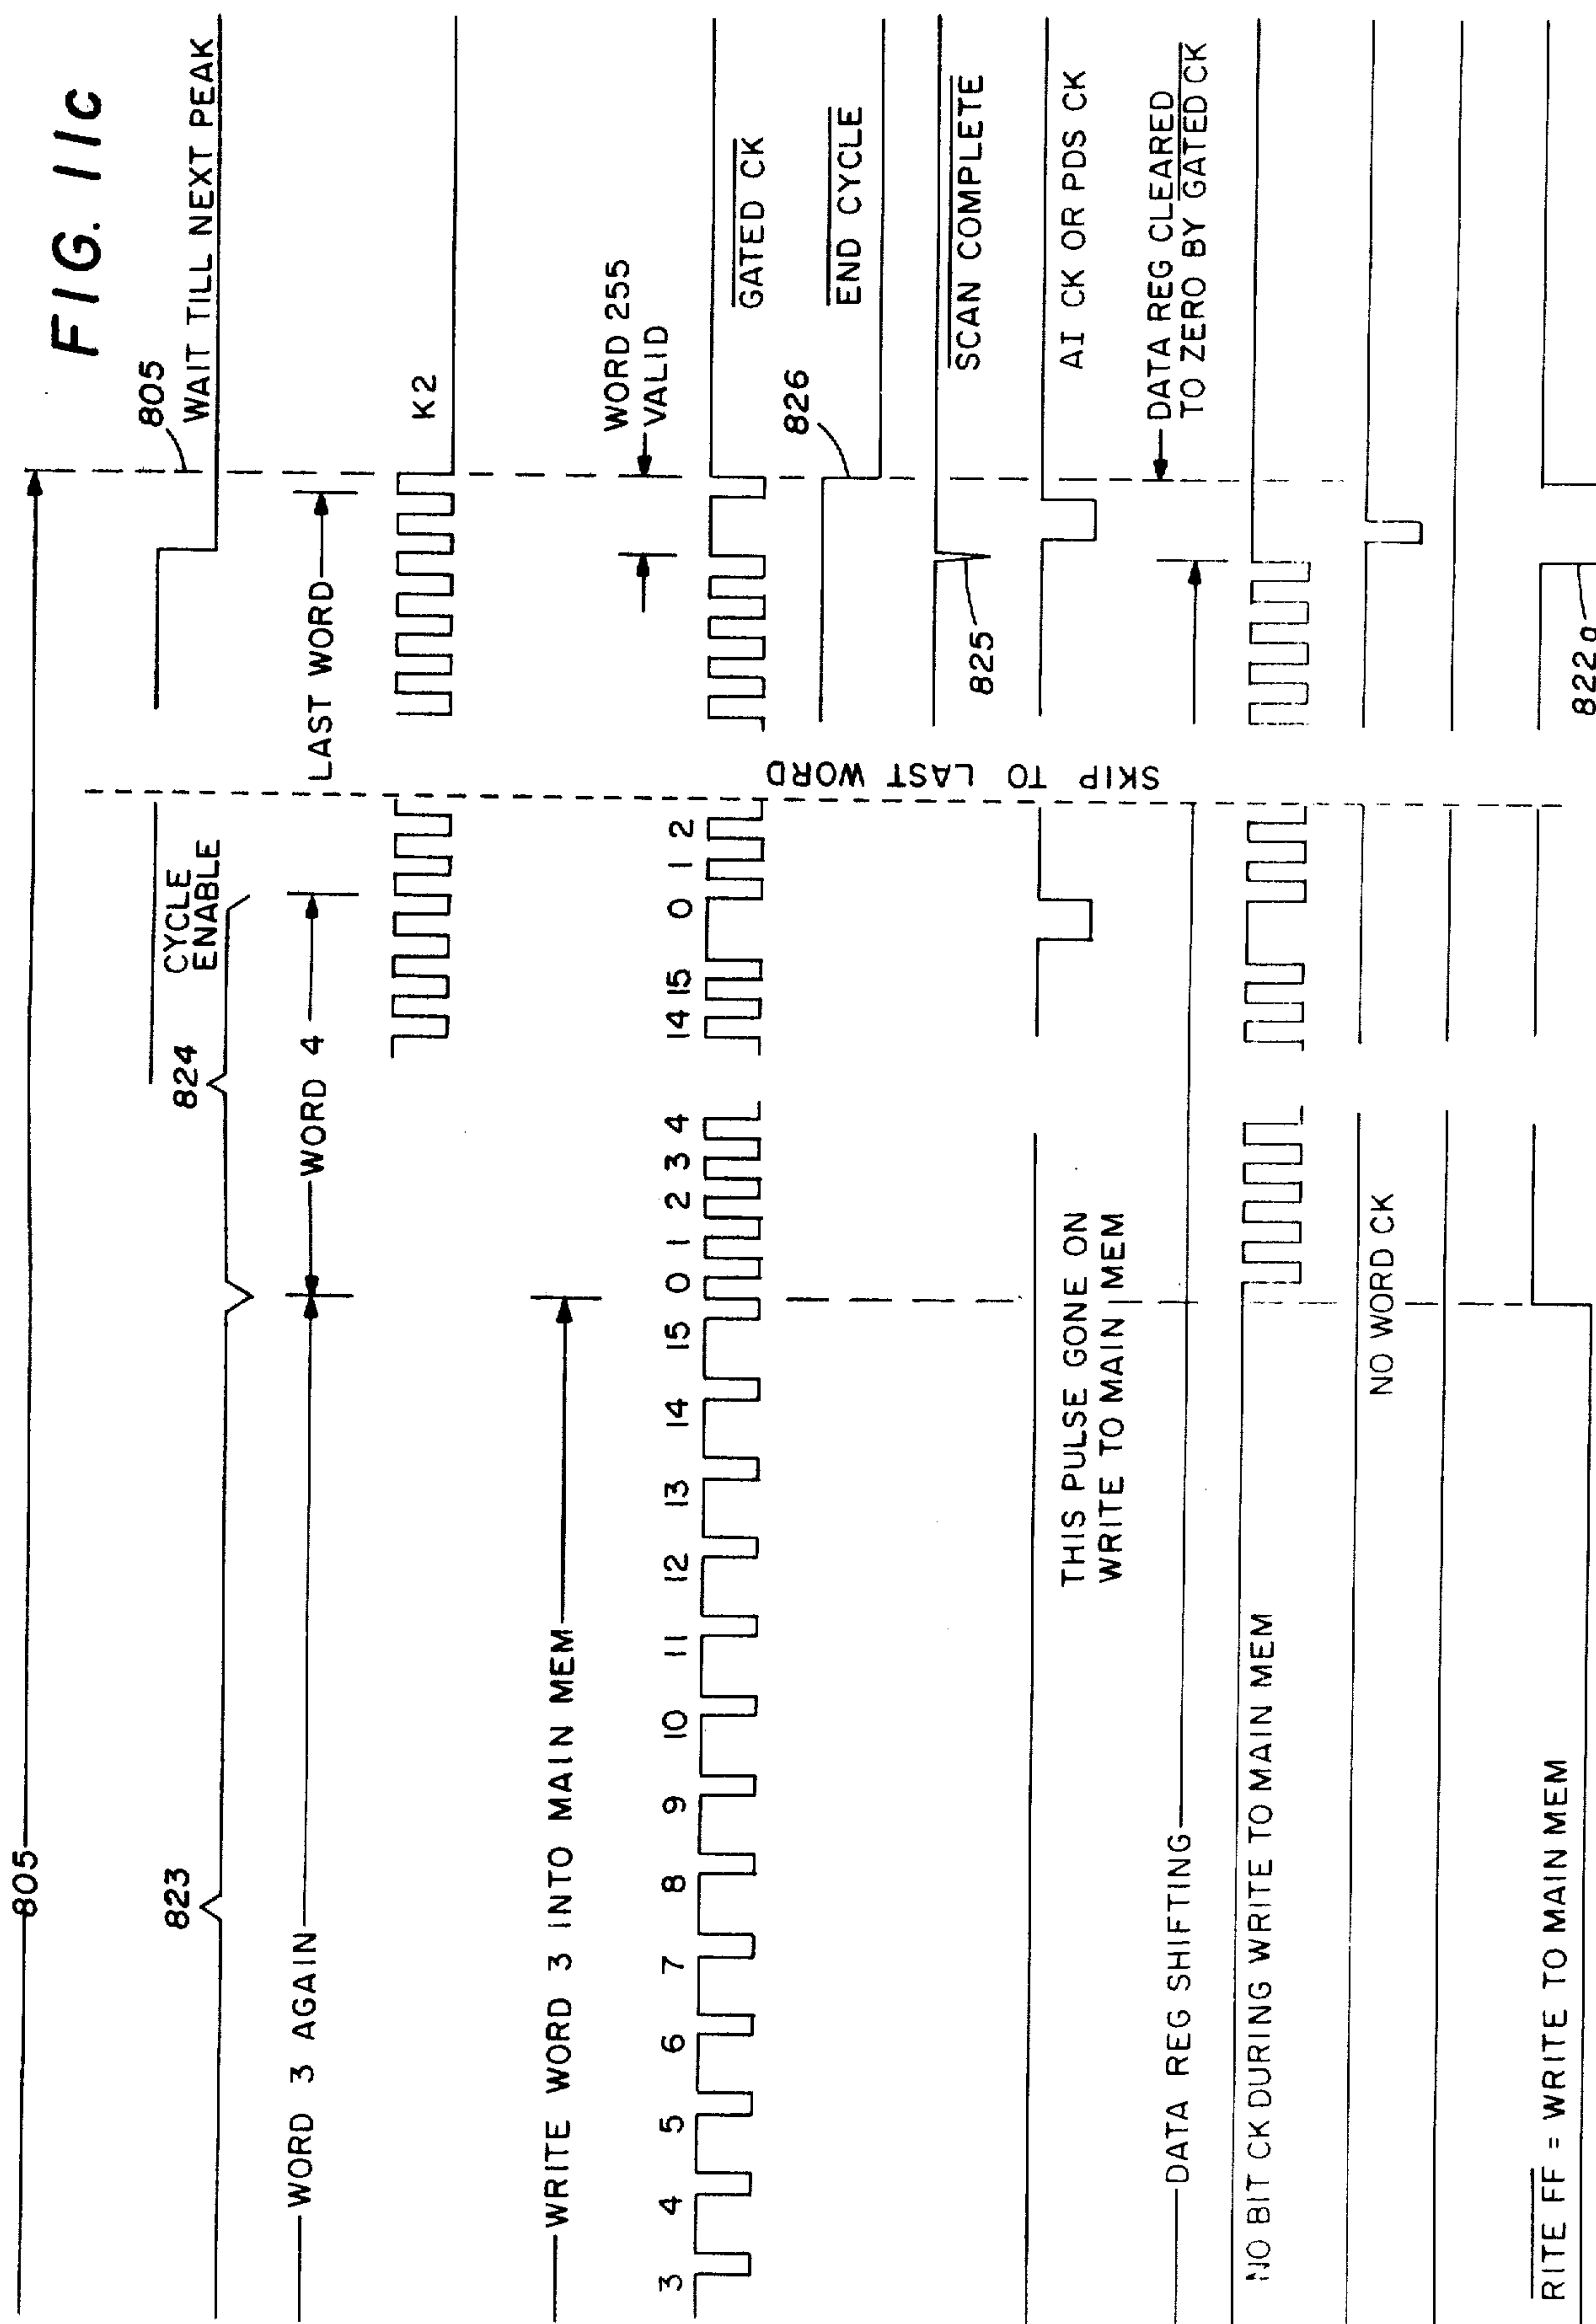 FIG. 11c
805
805
WAIT TILL NEXT PEAK
823
824
CYCLE
ENABLE
WORD 3 AGAIN
WORD 4
LAST WORD
K2
WRITE WORD 3 INTO MAIN MEM
WORD 255
VALID
3 4 5 6 7 8 9 10 11 12 13 14 15 0 1 2 3 4 14 15 0 1 2
GATED CK
SKIP TO LAST WORD
826
END CYCLE
825
SCAN COMPLETE
THIS PULSE GONE ON
WRITE TO MAIN MEM
AI CK OR PDS CK
DATA REG SHIFTING
DATA REG CLEARED
TO ZERO BY GATED CK
NO BIT CK DURING WRITE TO MAIN MEM
NO WORD CK
RITE FF = WRITE TO MAIN MEM
822a